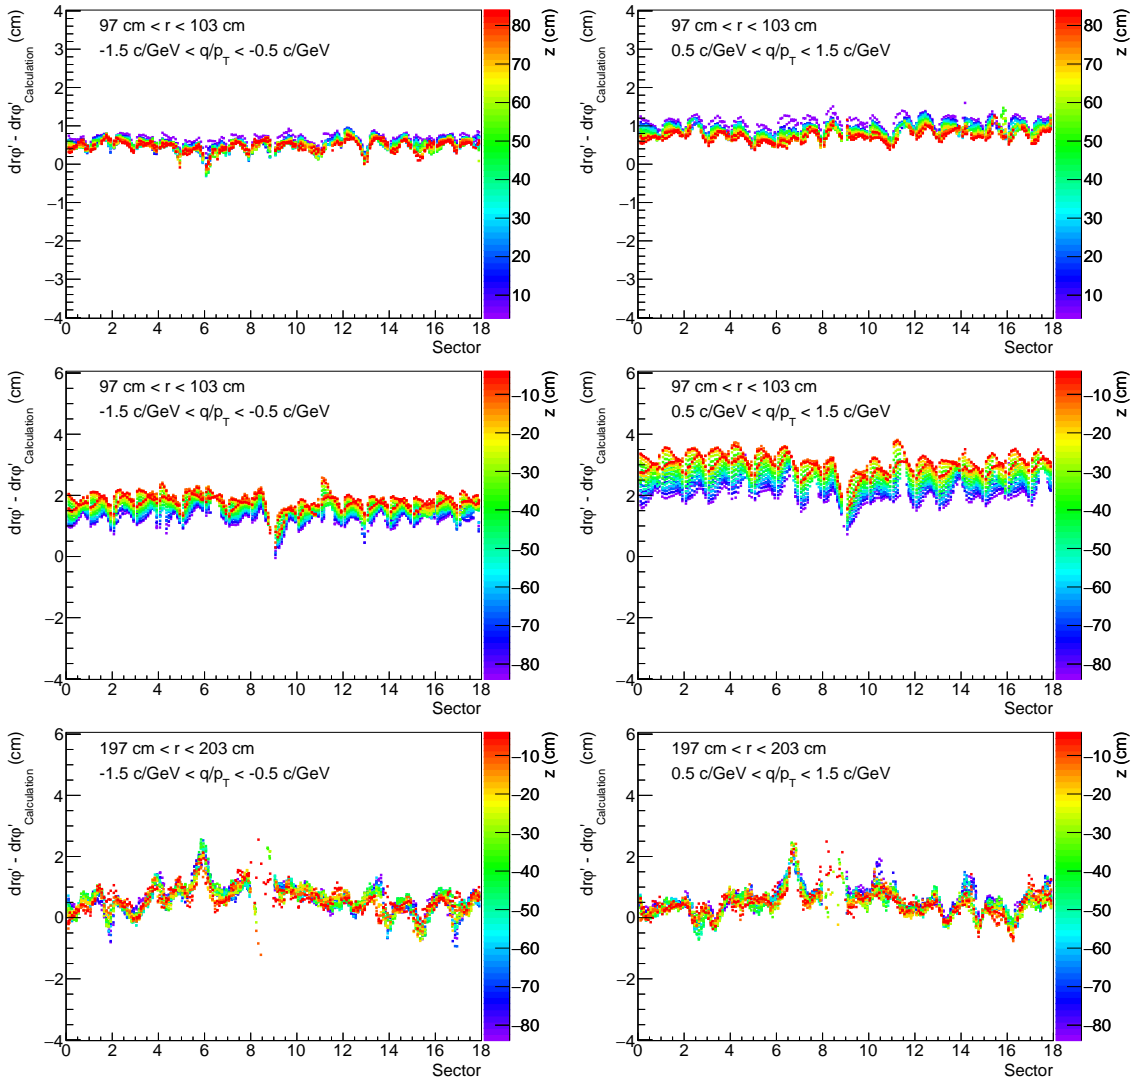 97 cm < r < 103 cm
-1.5 c/GeV < q/p_T < -0.5 c/GeV
drφ' - drφ'_Calculation (cm)
4
3
2
1
0
−1
−2
−3
−4
0 2 4 6 8 10 12 14 16 18
Sector
z (cm)
80
70
60
50
40
30
20
10
97 cm < r < 103 cm
0.5 c/GeV < q/p_T < 1.5 c/GeV
drφ' - drφ'_Calculation (cm)
4
3
2
1
0
−1
−2
−3
−4
0 2 4 6 8 10 12 14 16 18
Sector
z (cm)
80
70
60
50
40
30
20
10
97 cm < r < 103 cm
-1.5 c/GeV < q/p_T < -0.5 c/GeV
drφ' - drφ'_Calculation (cm)
6
4
2
0
−2
−4
0 2 4 6 8 10 12 14 16 18
Sector
z (cm)
−10
−20
−30
−40
−50
−60
−70
−80
97 cm < r < 103 cm
0.5 c/GeV < q/p_T < 1.5 c/GeV
drφ' - drφ'_Calculation (cm)
6
4
2
0
−2
−4
0 2 4 6 8 10 12 14 16 18
Sector
z (cm)
−10
−20
−30
−40
−50
−60
−70
−80
197 cm < r < 203 cm
-1.5 c/GeV < q/p_T < -0.5 c/GeV
drφ' - drφ'_Calculation (cm)
6
4
2
0
−2
−4
0 2 4 6 8 10 12 14 16 18
Sector
z (cm)
−10
−20
−30
−40
−50
−60
−70
−80
197 cm < r < 203 cm
0.5 c/GeV < q/p_T < 1.5 c/GeV
drφ' - drφ'_Calculation (cm)
6
4
2
0
−2
−4
0 2 4 6 8 10 12 14 16 18
Sector
z (cm)
−10
−20
−30
−40
−50
−60
−70
−80